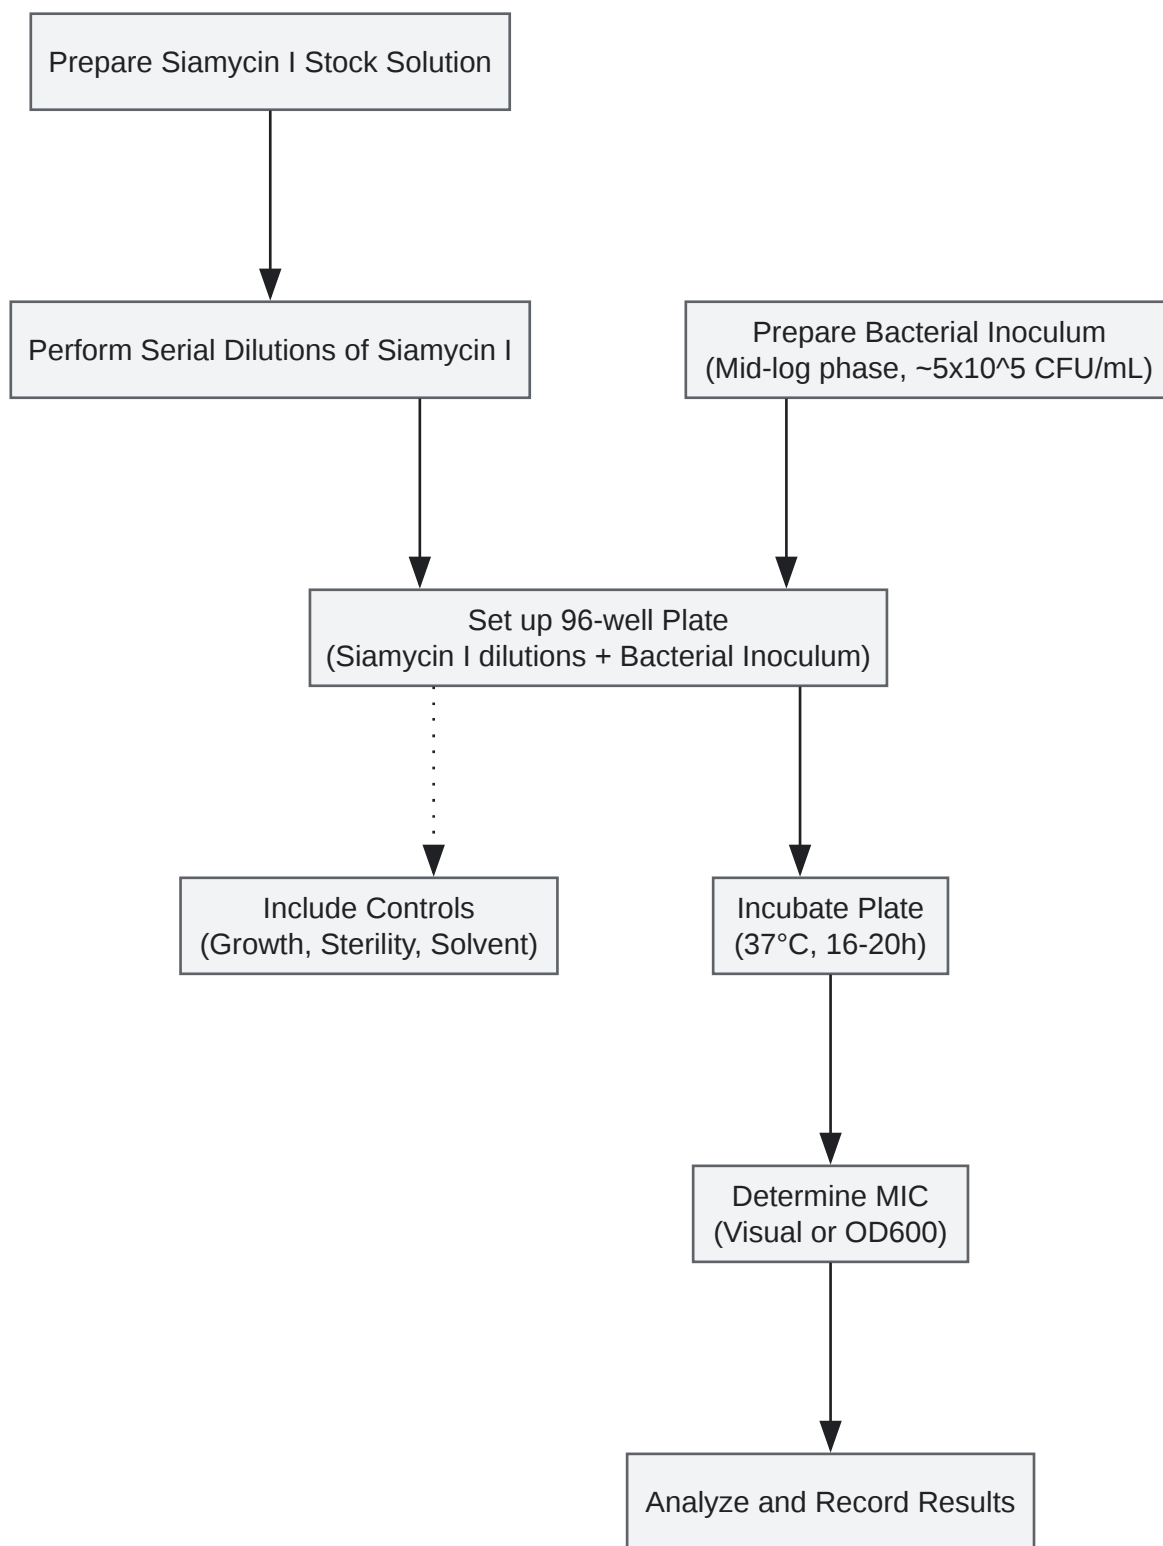 Prepare Siamycin I Stock Solution
Perform Serial Dilutions of Siamycin I
Prepare Bacterial Inoculum
(Mid-log phase, ~5x10^5 CFU/mL)
Set up 96-well Plate
(Siamycin I dilutions + Bacterial Inoculum)
Include Controls
(Growth, Sterility, Solvent)
Incubate Plate
(37°C, 16-20h)
Determine MIC
(Visual or OD600)
Analyze and Record Results